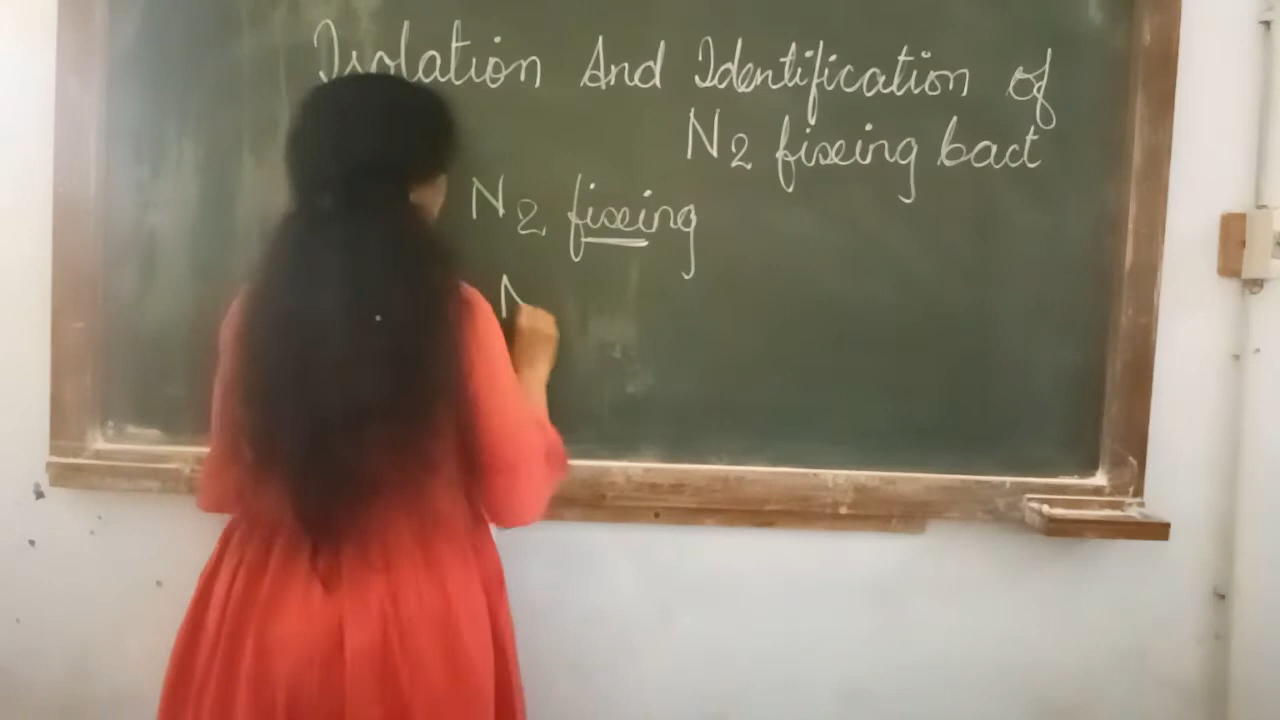 Isolation And Identification of
N2 fixing bact
N2 fixing
N